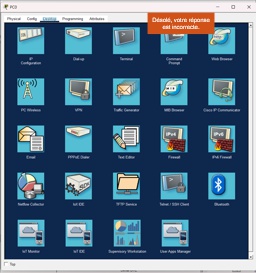 PC0
Physical Config Desktop Programming Attributes
Désolé, votre réponse
est incorrecte.
IP
Configuration
Dial-up
Terminal
Command
Prompt
Web Browser
PC Wireless
VPN
Traffic Generator
MIB Browser
Cisco IP Communicator
Email
PPPoE Dialer
Text Editor
Firewall
IPv6 Firewall
Netflow Collector
IoT IDE
TFTP Service
Telnet / SSH Client
Bluetooth
IoT Monitor
IoT IDE
Supervisory Workstation
User Apps Manager
Top